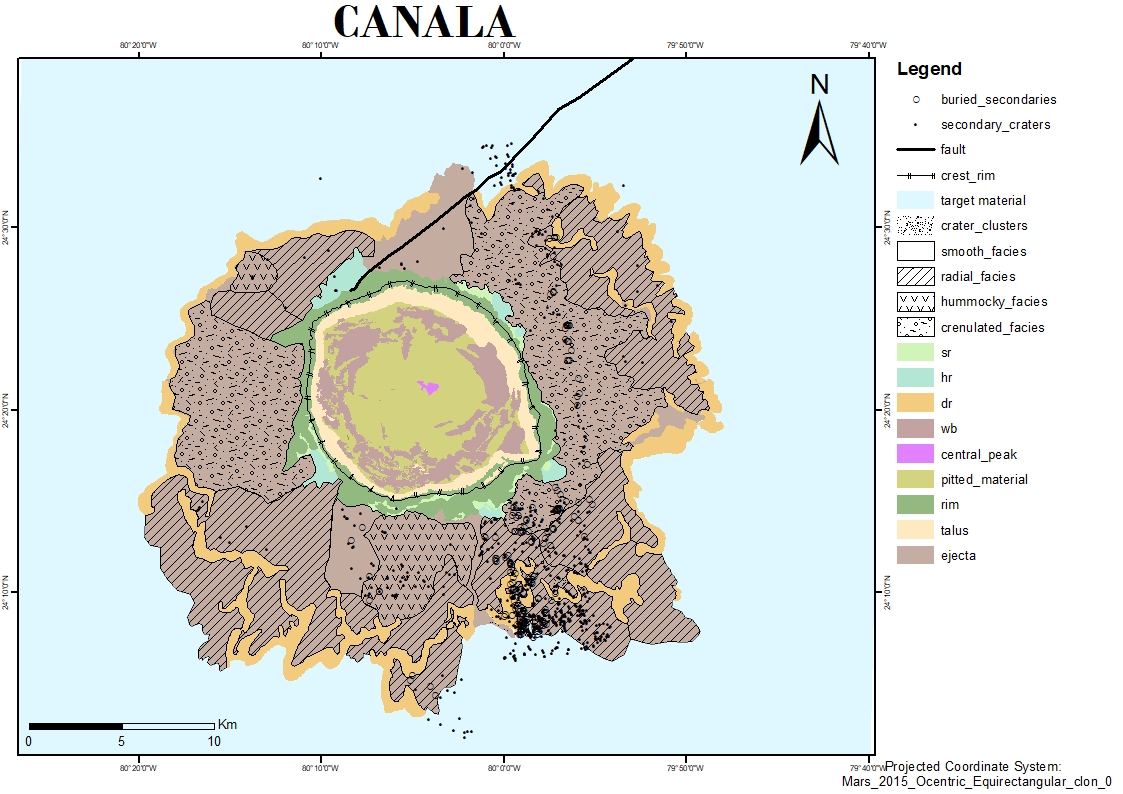 CANALA
80°20'0"W 80°10'0"W 80°0'0"W 79°50'0"W 79°40'0"W
24°30'0"N 24°30'0"N
24°20'0"N 24°20'0"N
24°10'0"N 24°10'0"N
N
Km
0 5 10
80°20'0"W 80°10'0"W 80°0'0"W 79°50'0"W 79°40'0"W
Legend
buried_secondaries
secondary_craters
fault
crest_rim
target material
crater_clusters
smooth_facies
radial_facies
hummocky_facies
crenulated_facies
sr
hr
dr
wb
central_peak
pitted_material
rim
talus
ejecta
Projected Coordinate System:
Mars_2015_Ocentric_Equirectangular_clon_0